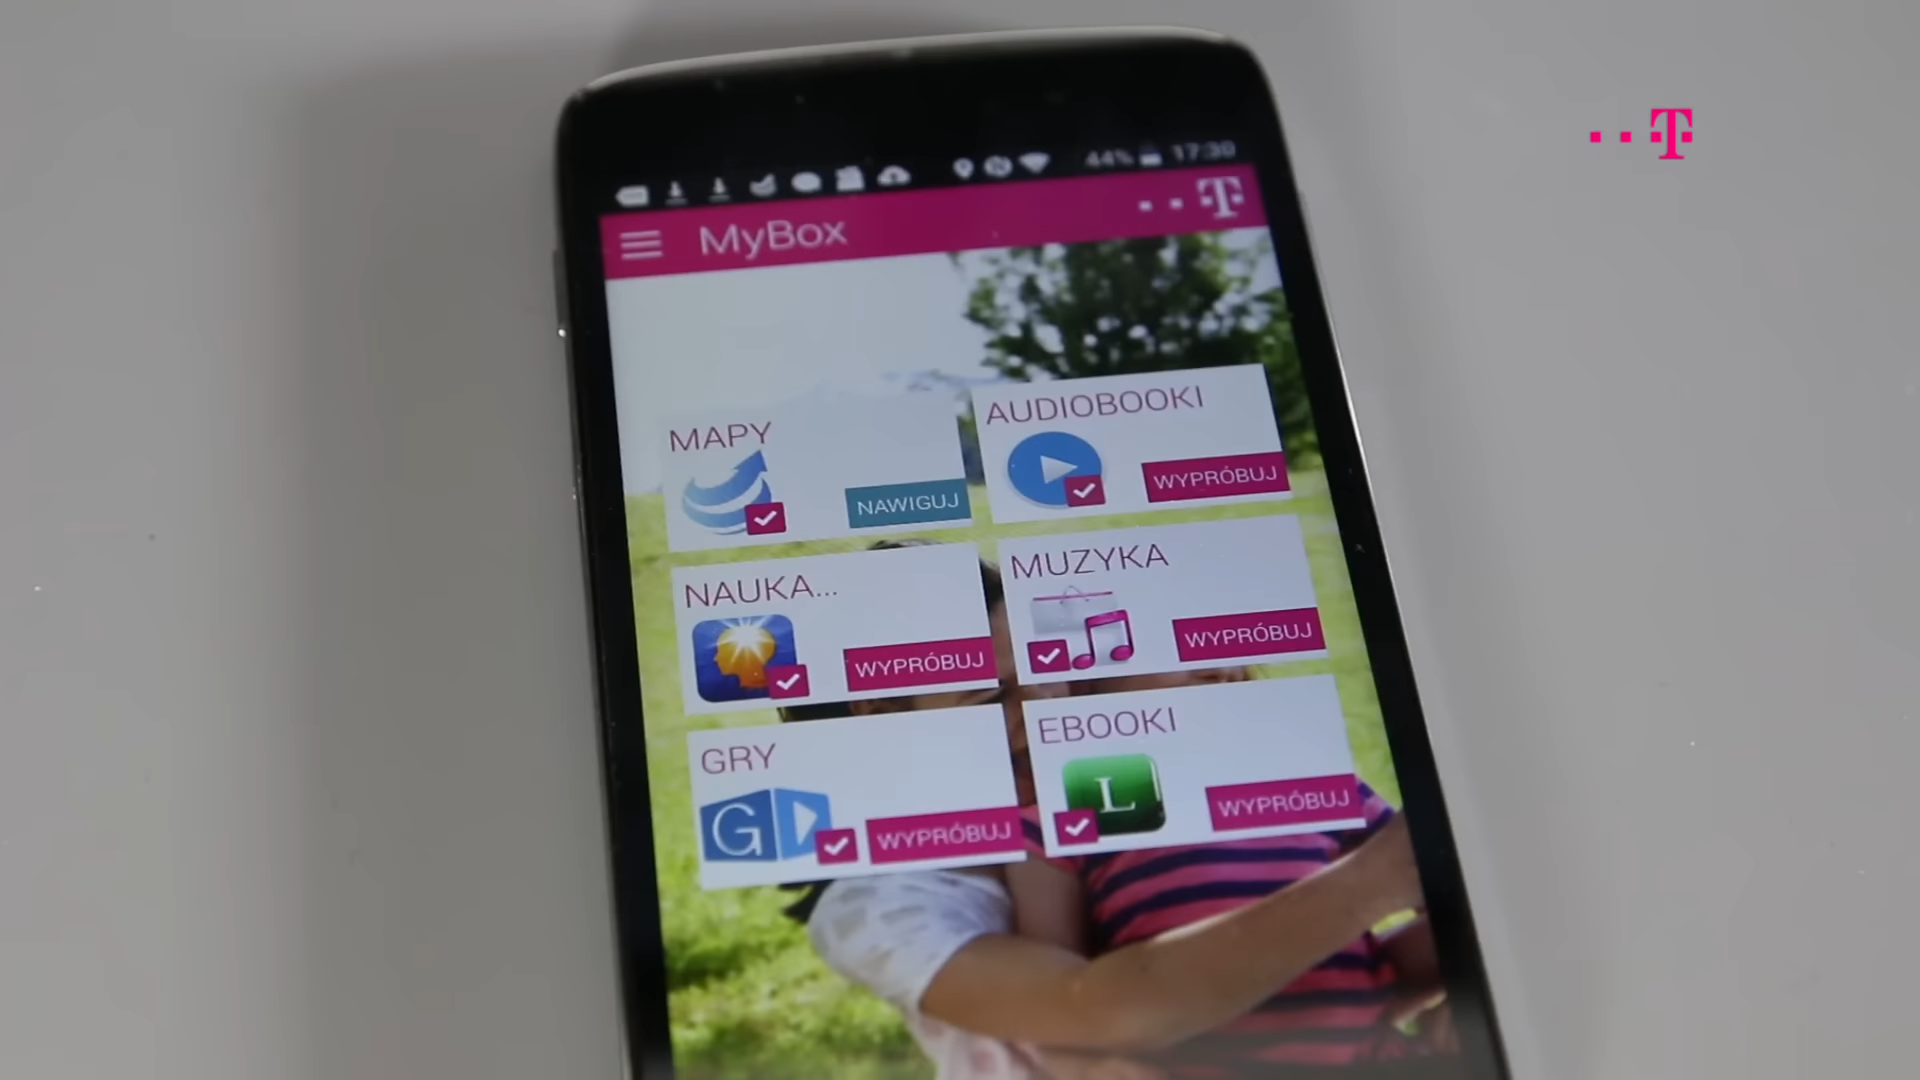 44% 17:30
MyBox
T
T
MAPY
NAWIGUJ
AUDIOBOOKI
WYPRÓBUJ
NAUKA...
WYPRÓBUJ
MUZYKA
WYPRÓBUJ
GRY
G
WYPRÓBUJ
EBOOKI
L
WYPRÓBUJ